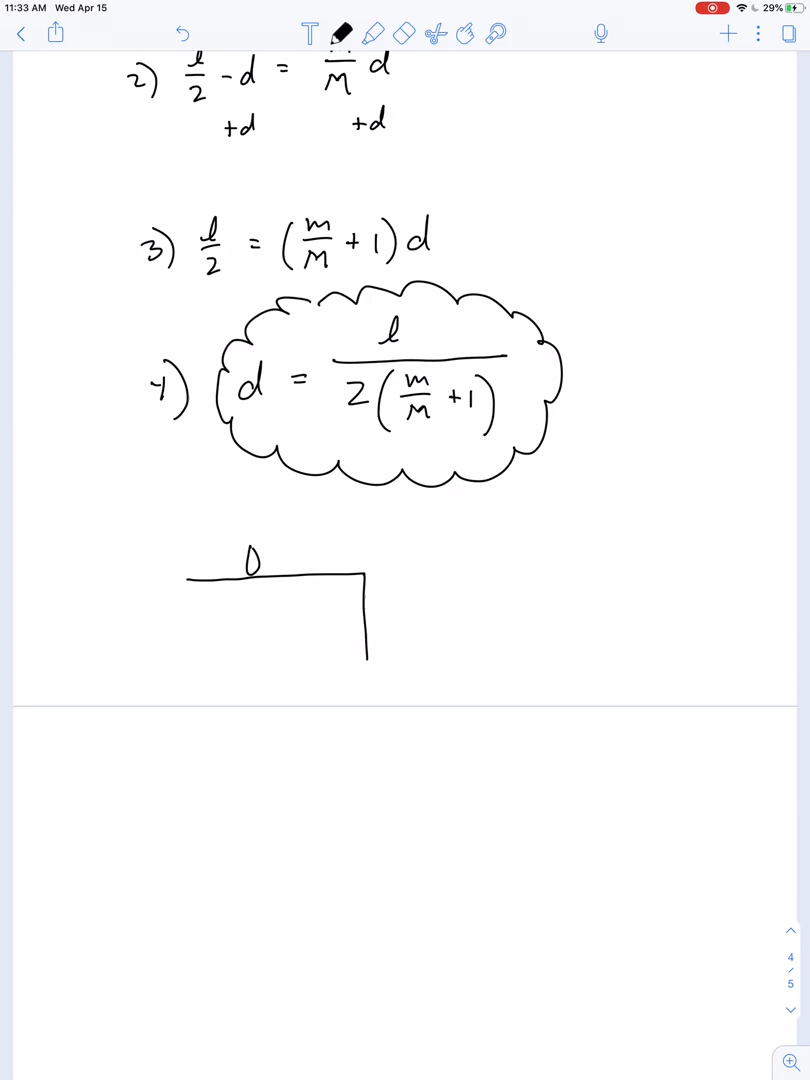 11:33 AM Wed Apr 15
29%
T
2) l/2 - d = m/M d
+d +d
3) l/2 = (m/M + 1) d
4) d = l / 2(m/M + 1)
0
4
/
5